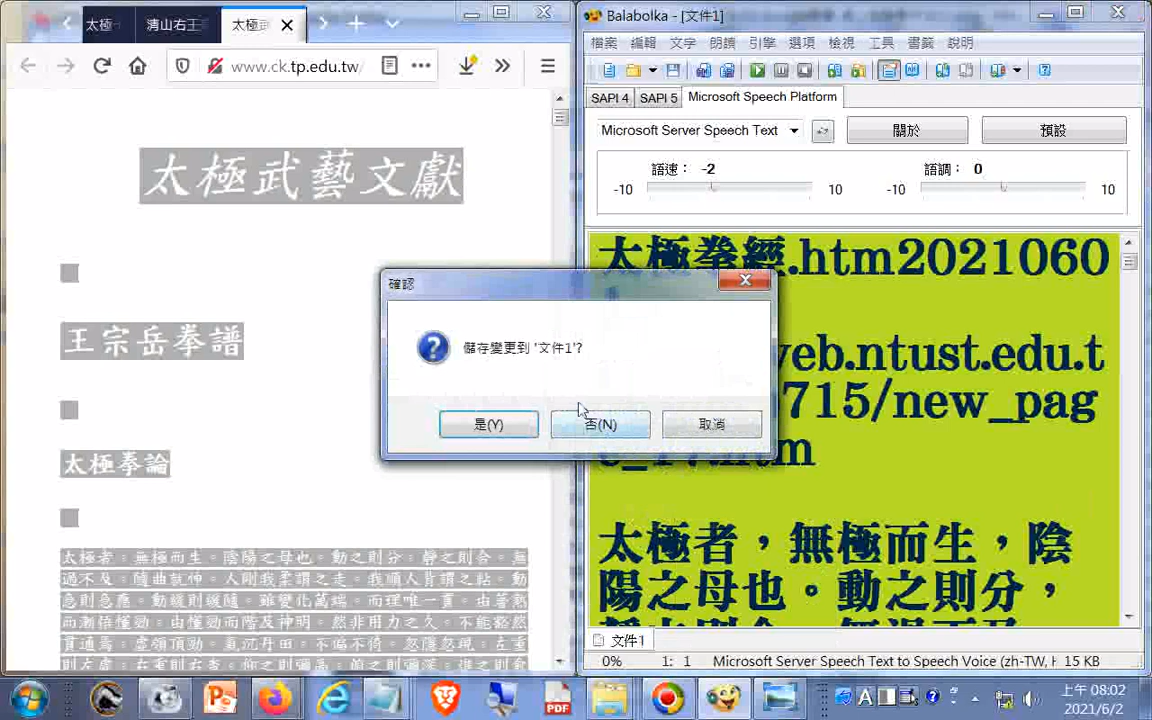 太極
清山右王
太極武
www.ck.tp.edu.tw/
太極武藝文獻
王宗岳拳譜
太極拳論
太極者。無極而生。陰陽之母也。動之則分。靜之則合。無
過不及。隨曲就伸。人剛我柔謂之走。我順人背謂之黏。動
急則急應。動緩則緩隨。雖變化萬端。而理唯一貫。由著熟
而漸悟懂勁。由懂勁而階及神明。然非用力之久。不能豁然
貫通焉。虛領頂勁。氣沉丹田。不偏不倚。忽隱忽現。左重
則左虛。右重則右杳。仰之則彌高。俯之則彌深。進之則愈
Balabolka - [文件1]
檔案 編輯 文字 朗讀 引擎 選項 檢視 工具 書籤 說明
SAPI 4 SAPI 5 Microsoft Speech Platform
Microsoft Server Speech Text 關於 預設
語速： -2 語調： 0
-10 10 -10 10
太極拳經.htm2021060
web.ntust.edu.t
715/new_pag
太極者，無極而生，陰
陽之母也。動之則分，
確認
儲存變更到 '文件1'?
是(Y) 否(N) 取消
文件1
0% 1: 1 Microsoft Server Speech Text to Speech Voice (zh-TW, H 15 KB
上午 08:02
2021/6/2